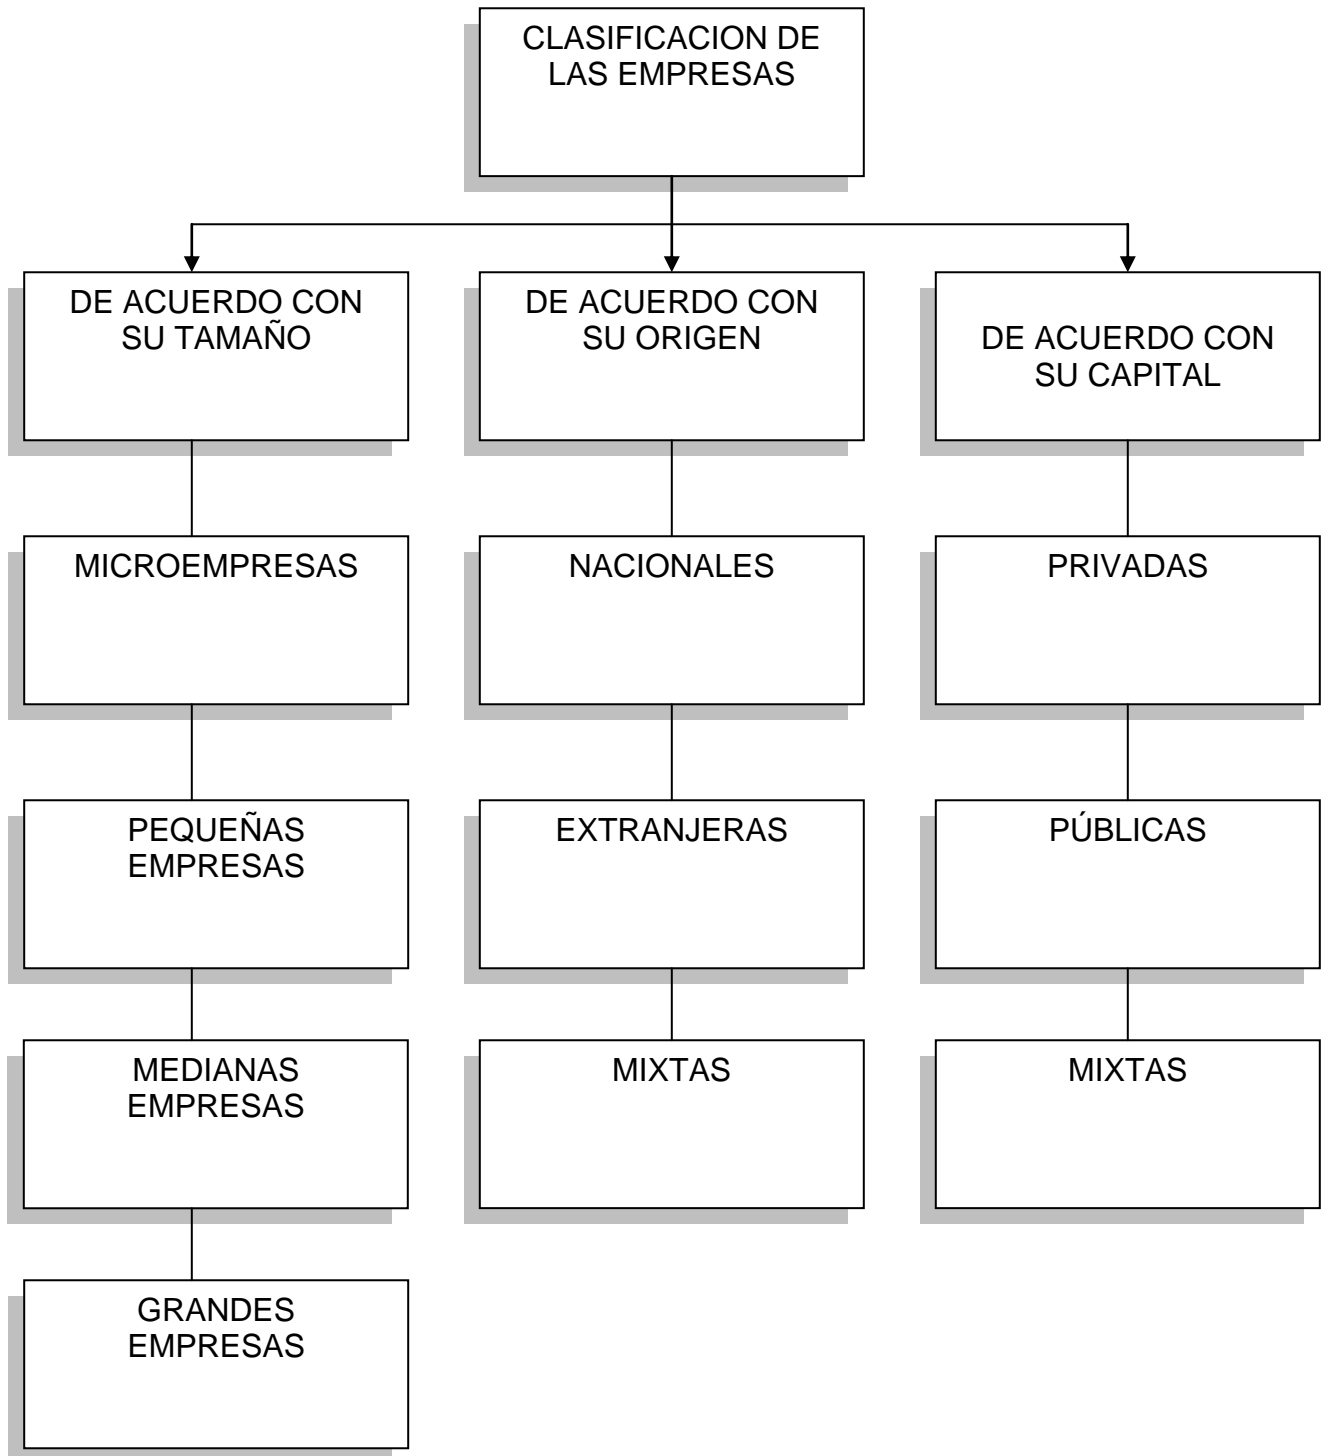 CLASIFICACION DE
LAS EMPRESAS
DE ACUERDO CON
SU TAMAÑO
DE ACUERDO CON
SU ORIGEN
DE ACUERDO CON
SU CAPITAL
MICROEMPRESAS
NACIONALES
PRIVADAS
PEQUEÑAS
EMPRESAS
EXTRANJERAS
PÚBLICAS
MEDIANAS
EMPRESAS
MIXTAS
MIXTAS
GRANDES
EMPRESAS